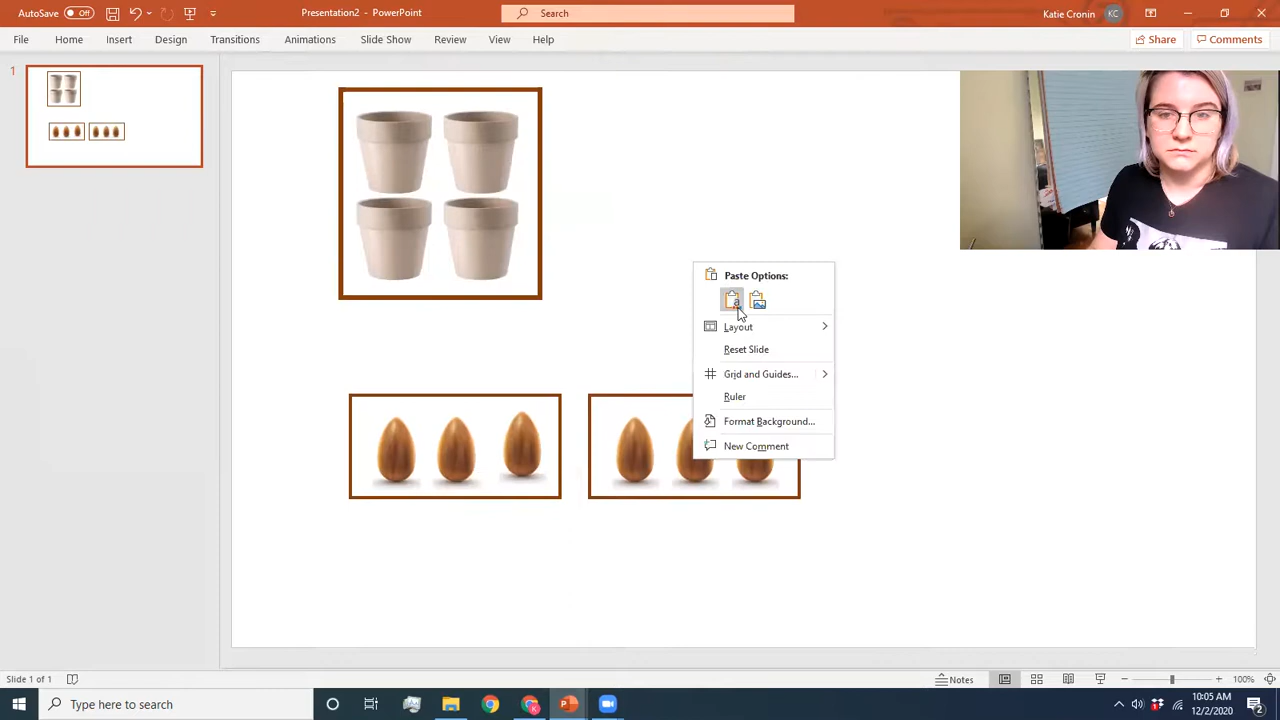 AutoSave Off Presentation2 - PowerPoint Search Katie Cronin KC
File Home Insert Design Transitions Animations Slide Show Review View Help Share Comments
1
Paste Options:
a
Layout
Reset Slide
Grid and Guides...
Ruler
Format Background...
New Comment
Slide 1 of 1 Notes 100%
Type here to search 10:05 AM
12/2/2020 2